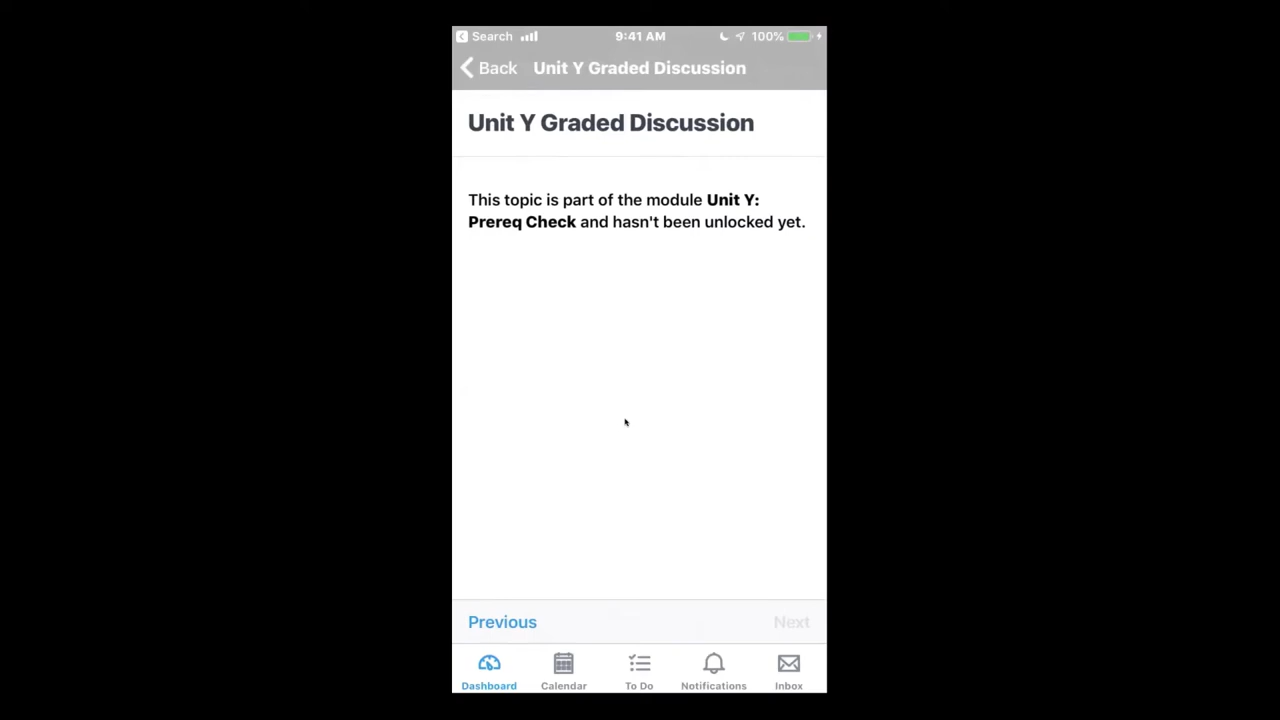 Search 9:41 AM 100%
Back Unit Y Graded Discussion
Unit Y Graded Discussion
This topic is part of the module Unit Y:
Prereq Check and hasn't been unlocked yet.
Previous Next
Dashboard Calendar To Do Notifications Inbox